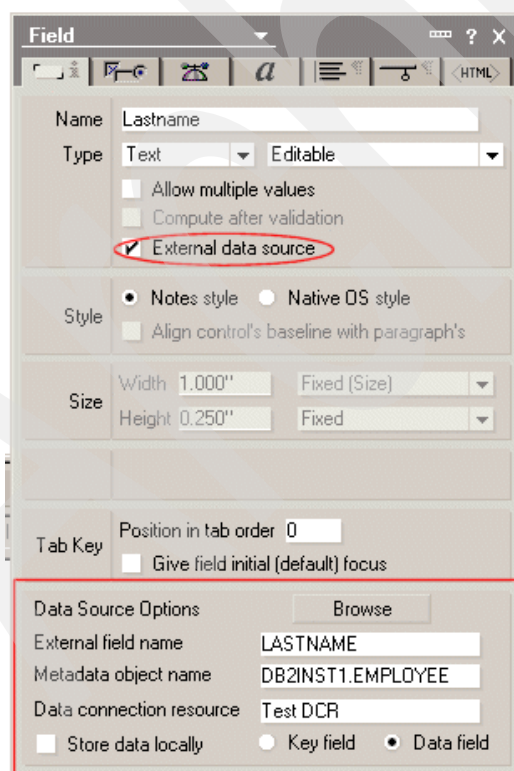 Field ? X
i a <HTML>
Name Lastname
Type Text Editable
Allow multiple values
Compute after validation
External data source
Style Notes style Native OS style
Align control's baseline with paragraph's
Size Width 1.000" Fixed (Size)
Height 0.250" Fixed
Tab Key Position in tab order 0
Give field initial (default) focus
Data Source Options Browse
External field name LASTNAME
Metadata object name DB2INST1.EMPLOYEE
Data connection resource Test DCR
Store data locally Key field Data field